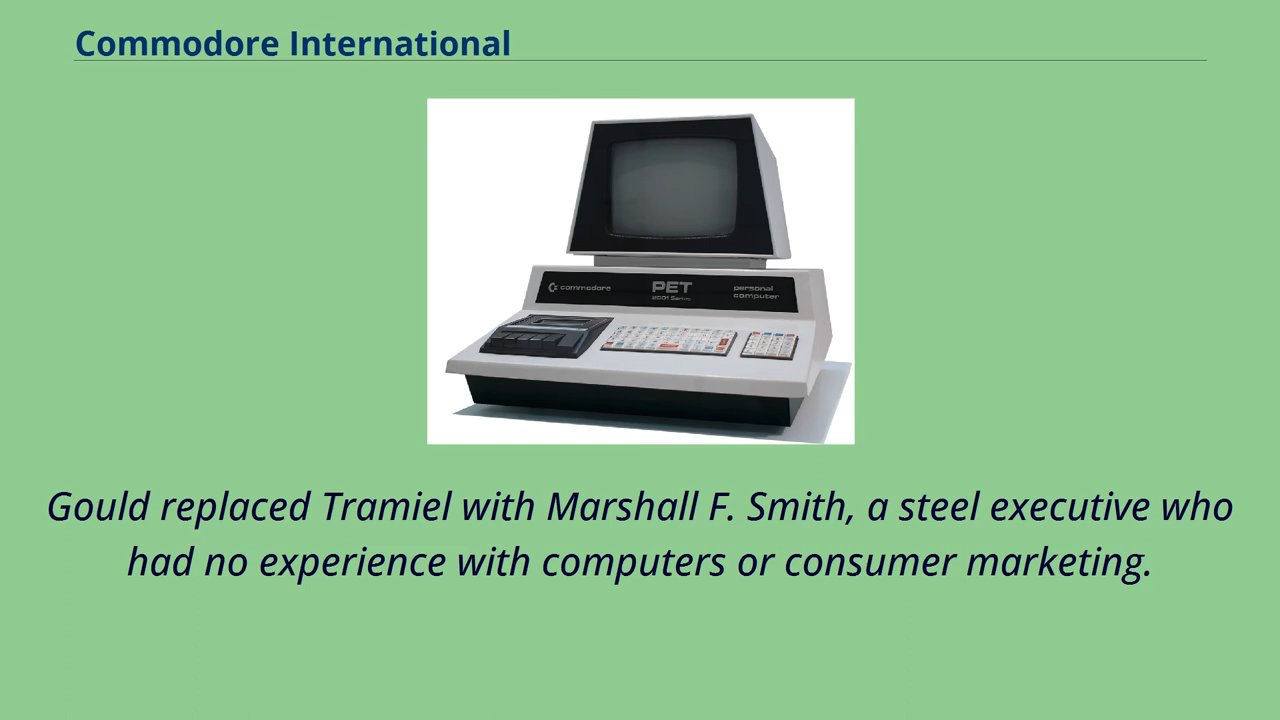 Commodore International
commodore
PET
2001 Series
personal
computer
Gould replaced Tramiel with Marshall F. Smith, a steel executive who
had no experience with computers or consumer marketing.